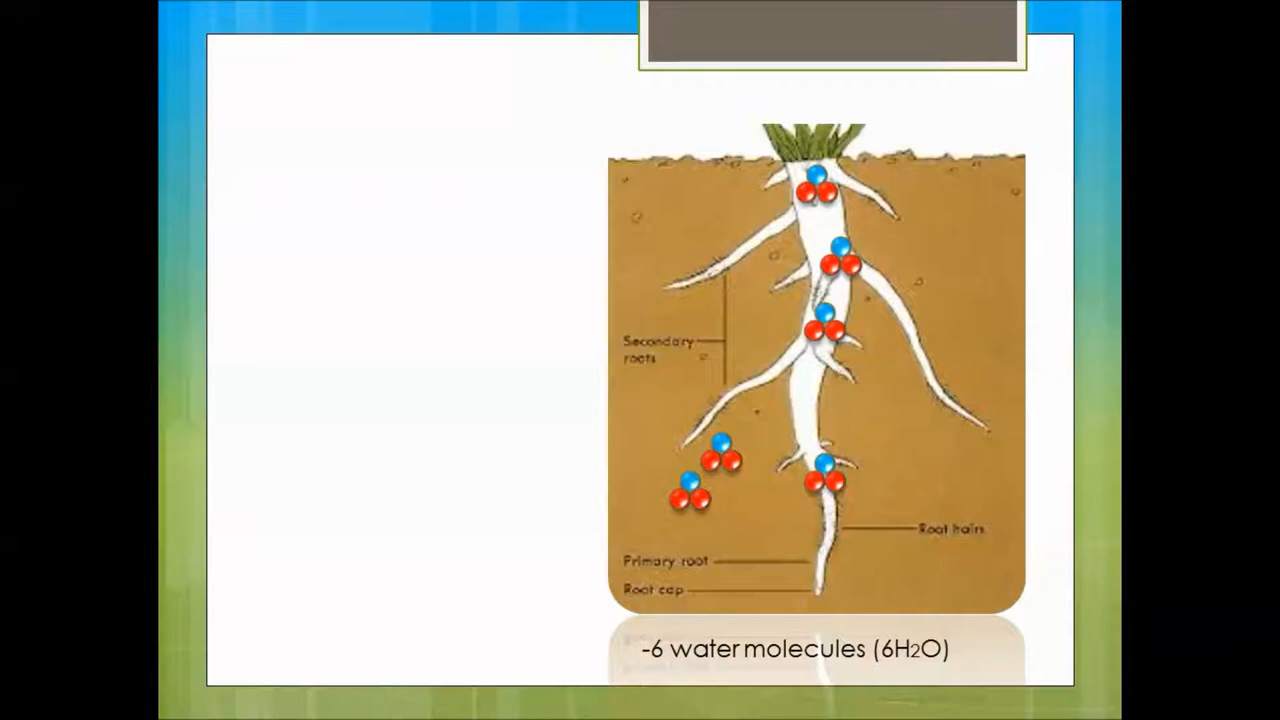 Secondary
roots
Root hairs
Primary root
Root cap
-6 water molecules (6H₂O)